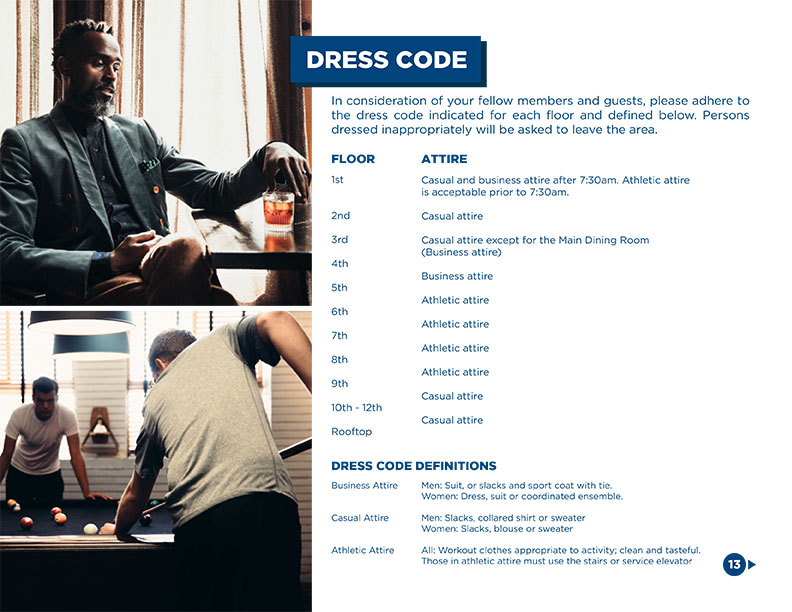 DRESS CODE
In consideration of your fellow members and guests, please adhere to
the dress code indicated for each floor and defined below. Persons
dressed inappropriately will be asked to leave the area.
FLOOR ATTIRE
1st Casual and business attire after 7:30am. Athletic attire
is acceptable prior to 7:30am.
2nd Casual attire
3rd Casual attire except for the Main Dining Room
(Business attire)
4th
Business attire
5th
Athletic attire
6th
Athletic attire
7th
Athletic attire
8th
Athletic attire
9th
Casual attire
10th - 12th
Casual attire
Rooftop
DRESS CODE DEFINITIONS
Business Attire Men: Suit, or slacks and sport coat with tie.
Women: Dress, suit or coordinated ensemble.
Casual Attire Men: Slacks, collared shirt or sweater
Women: Slacks, blouse or sweater
Athletic Attire All: Workout clothes appropriate to activity; clean and tasteful.
Those in athletic attire must use the stairs or service elevator
13